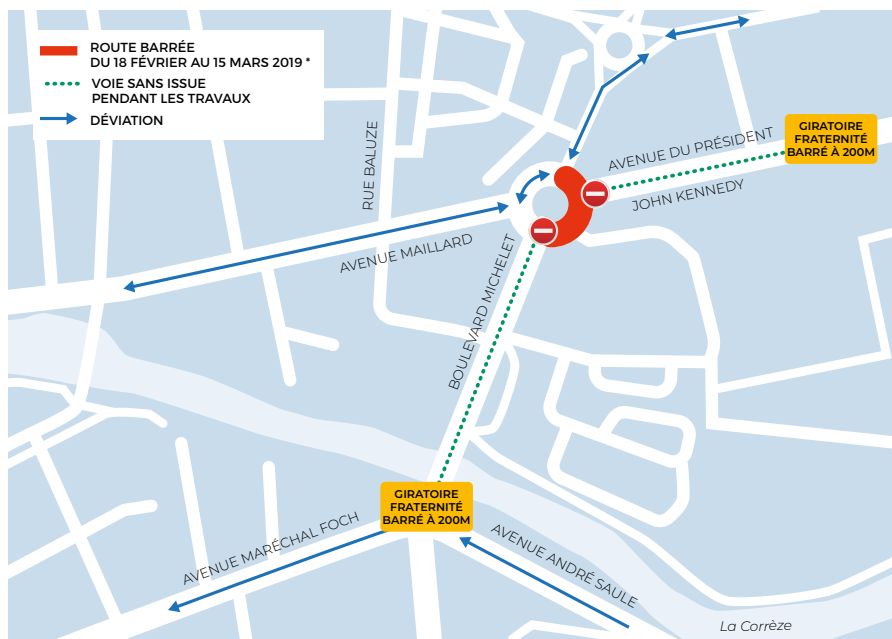 ROUTE BARRÉE
DU 18 FÉVRIER AU 15 MARS 2019 *
VOIE SANS ISSUE
PENDANT LES TRAVAUX
DÉVIATION
RUE BALUZE
AVENUE DU PRÉSIDENT
JOHN KENNEDY
GIRATOIRE
FRATERNITÉ
BARRÉ À 200M
AVENUE MAILLARD
BOULEVARD MICHELET
GIRATOIRE
FRATERNITÉ
BARRÉ À 200M
AVENUE MARÉCHAL FOCH
AVENUE ANDRÉ SAULE
La Corrèze